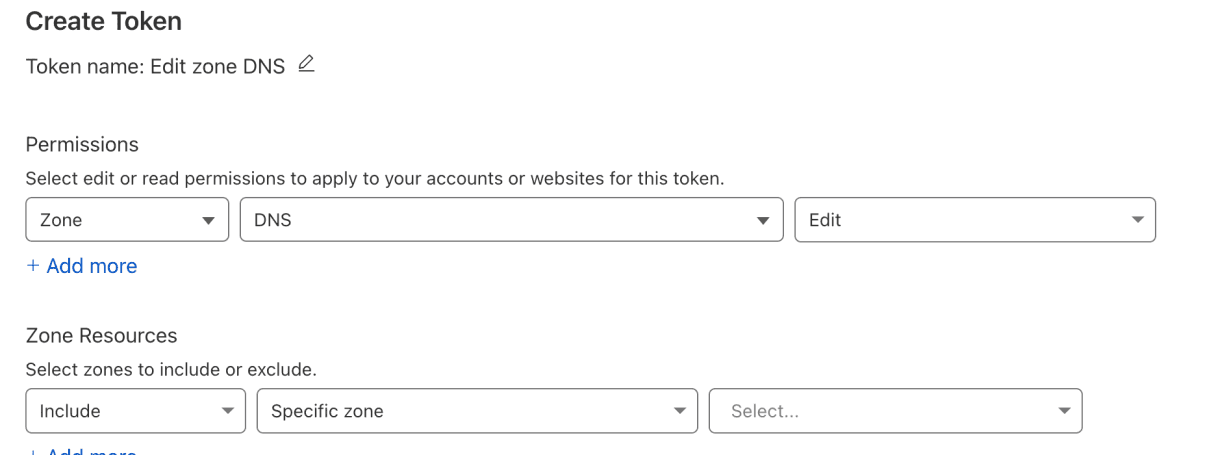 Create Token
Token name: Edit zone DNS
Permissions
Select edit or read permissions to apply to your accounts or websites for this token.
Zone DNS Edit
+ Add more
Zone Resources
Select zones to include or exclude.
Include Specific zone Select...
+ Add more